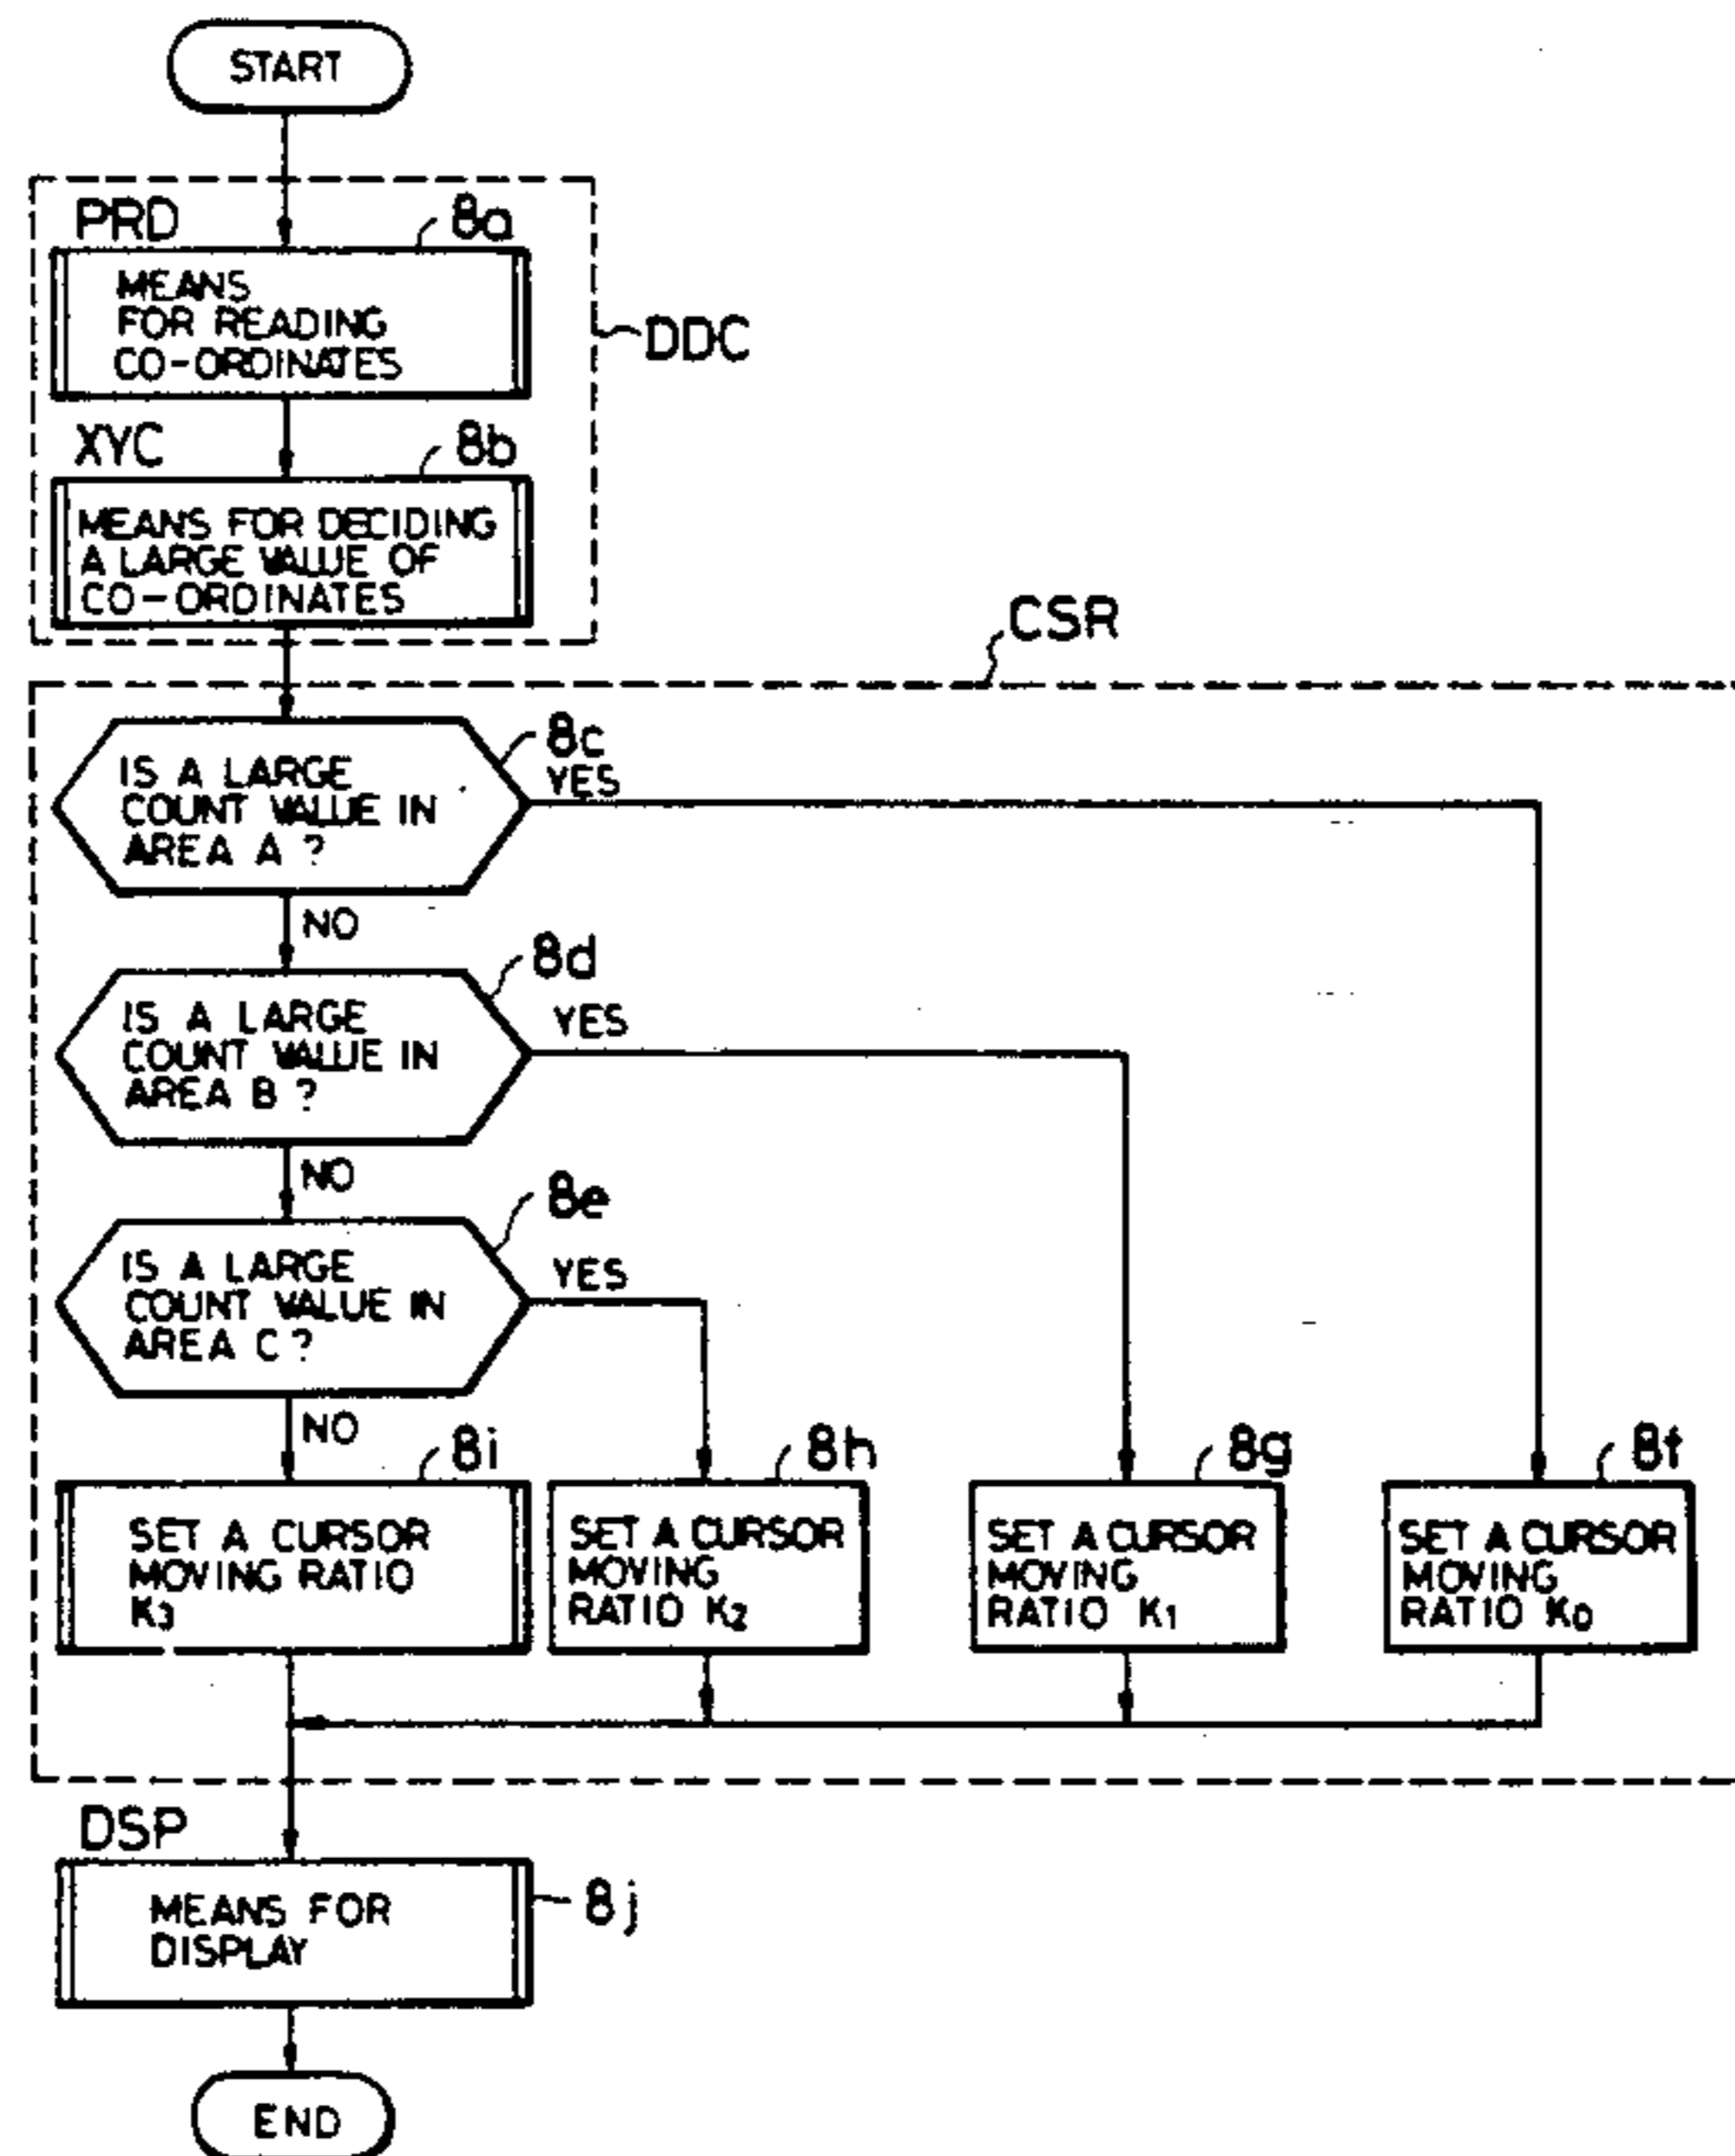 START
PRD
8a
MEANS
FOR READING
CO-ORDINATES
DDC
XYC
8b
MEANS FOR DECIDING
A LARGE VALUE OF
CO-ORDINATES
CSR
8c
YES
IS A LARGE
COUNT VALUE IN
AREA A ?
NO
8d
YES
IS A LARGE
COUNT VALUE IN
AREA B ?
NO
8e
YES
IS A LARGE
COUNT VALUE IN
AREA C ?
NO
8i
SET A CURSOR
MOVING RATIO
K3
8h
SET A CURSOR
MOVING
RATIO K2
8g
SET A CURSOR
MOVING
RATIO K1
8f
SET A CURSOR
MOVING
RATIO K0
DSP
MEANS FOR
DISPLAY
8j
END